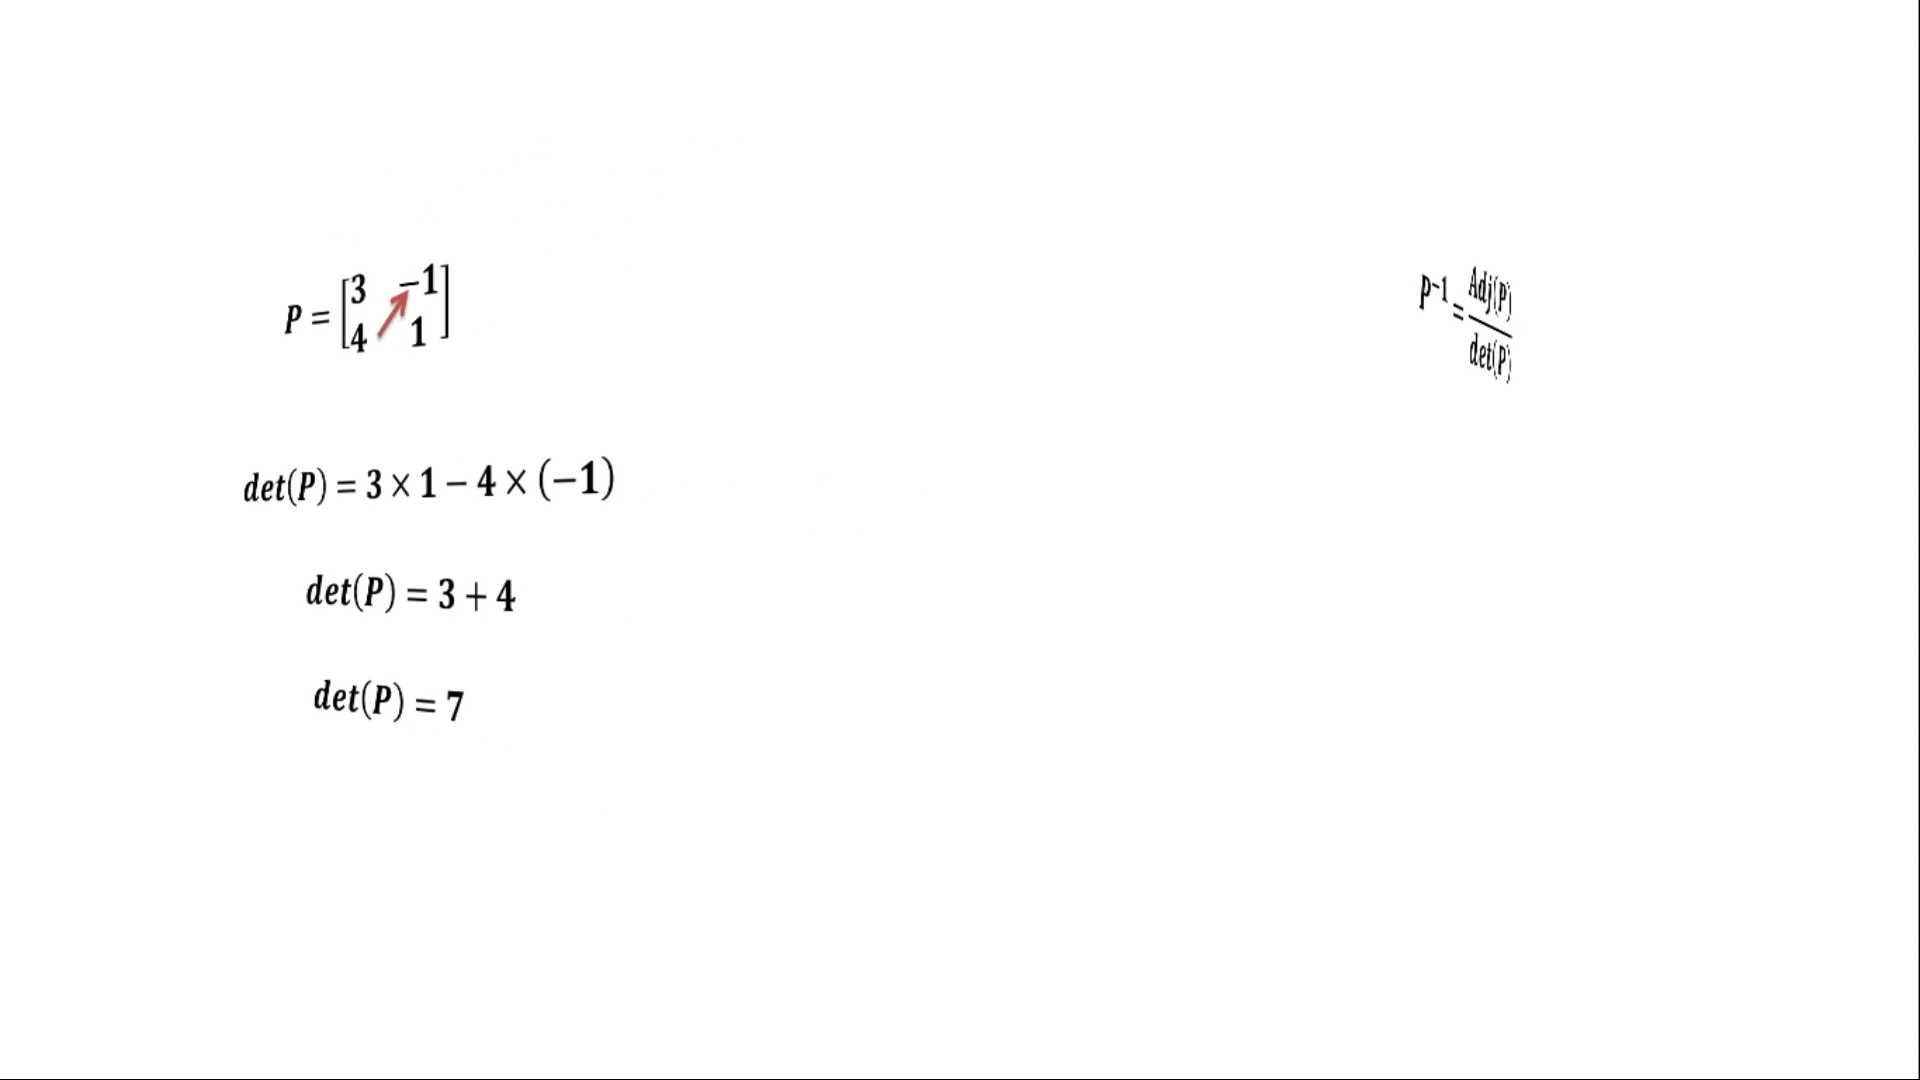 P = [3 −1
4 1]
det(P) = 3 × 1 − 4 × (−1)
det(P) = 3 + 4
det(P) = 7
P⁻¹ = Adj(P)
det(P)